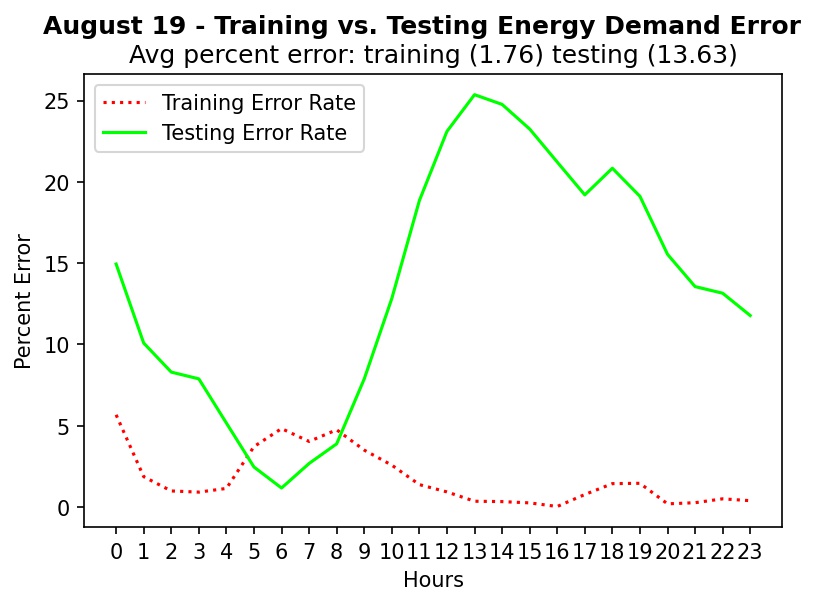 August 19 - Training vs. Testing Energy Demand Error
Avg percent error: training (1.76) testing (13.63)
Training Error Rate
Testing Error Rate
25
20
15
10
5
0
Percent Error
0 1 2 3 4 5 6 7 8 9 10 11 12 13 14 15 16 17 18 19 20 21 22 23
Hours